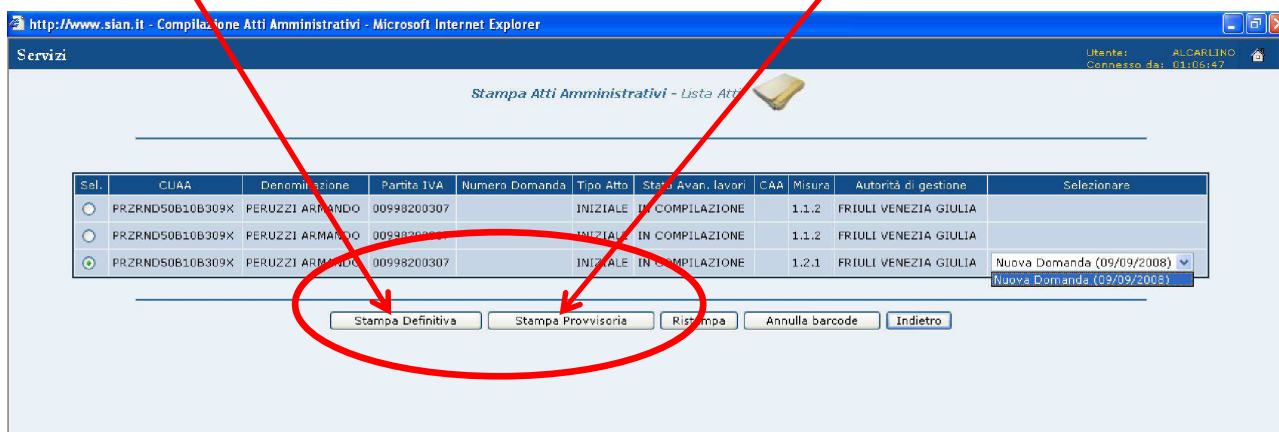 http://www.sian.it - Compilazione Atti Amministrativi - Microsoft Internet Explorer
Servizi
Utente: ALCARLINO
Connesso da: 01:06:47
Stampa Atti Amministrativi - Lista Atti
Sel. CUAA Denominazione Partita IVA Numero Domanda Tipo Atto Stato Avan. lavori CAA Misura Autorità di gestione Selezionare
PRZRND50B10B309X PERUZZI ARMANDO 00998200307 INIZIALE IN COMPILAZIONE 1.1.2 FRIULI VENEZIA GIULIA
PRZRND50B10B309X PERUZZI ARMANDO 00998200307 INIZIALE IN COMPILAZIONE 1.1.2 FRIULI VENEZIA GIULIA
PRZRND50B10B309X PERUZZI ARMANDO 00998200307 INIZIALE IN COMPILAZIONE 1.2.1 FRIULI VENEZIA GIULIA Nuova Domanda (09/09/2008)
Nuova Domanda (09/09/2008)
Stampa Definitiva Stampa Provvisoria Ristampa Annulla barcode Indietro